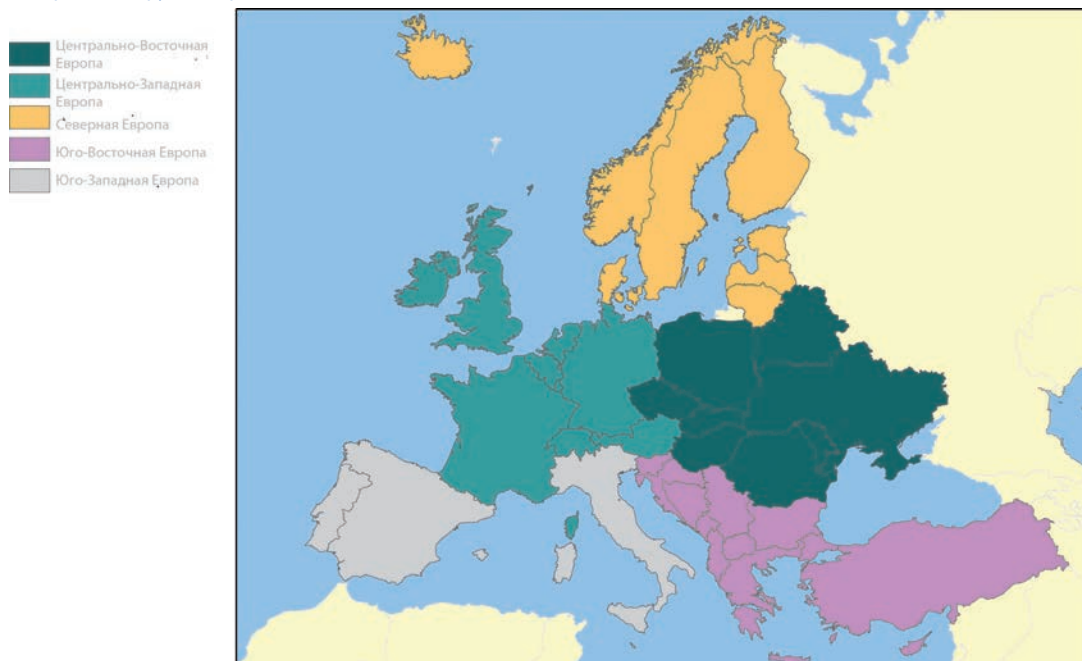 Центрально-Восточная
Европа
Центрально-Западная
Европа
Северная Европа
Юго-Восточная Европа
Юго-Западная Европа